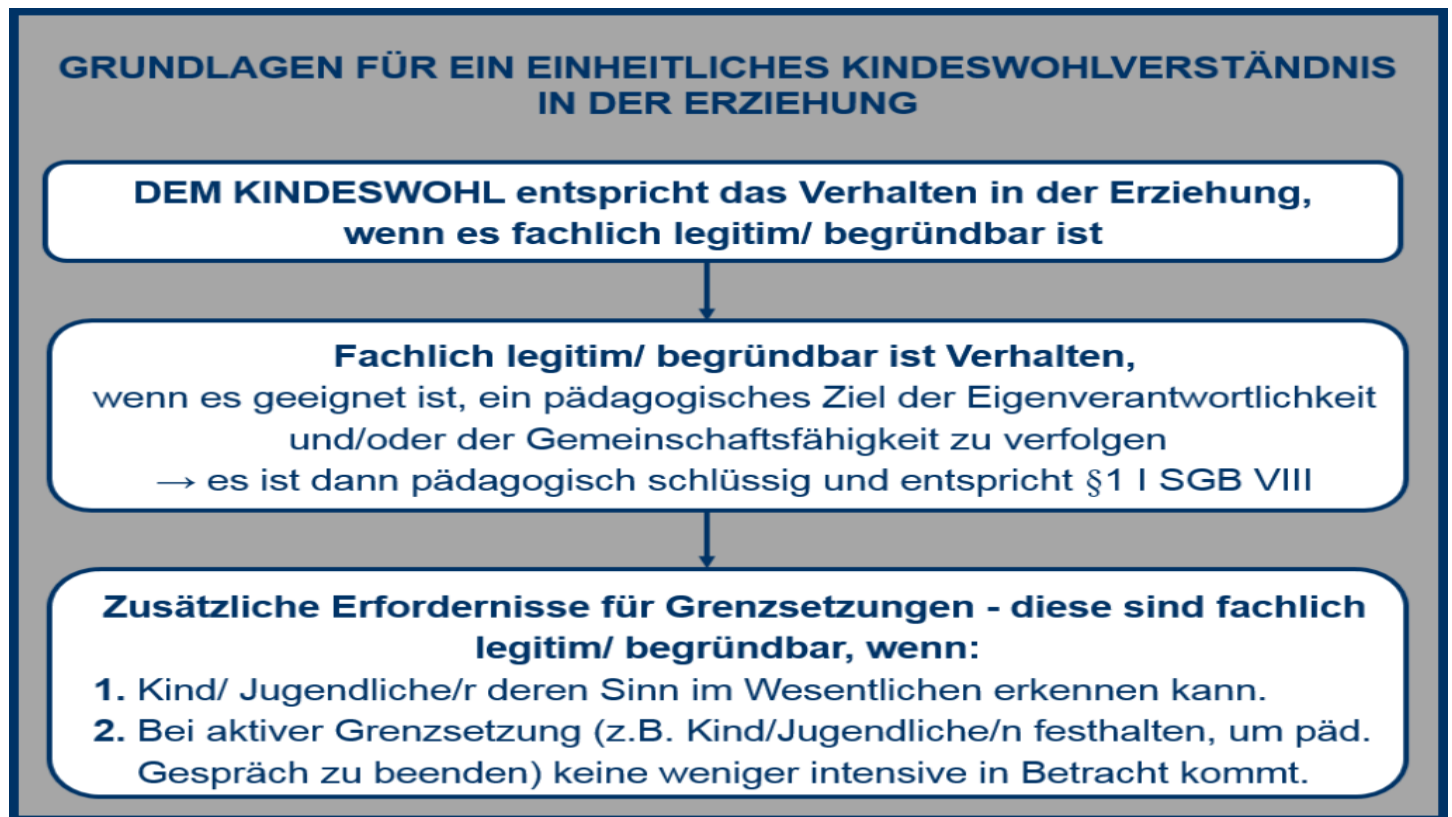 GRUNDLAGEN FÜR EIN EINHEITLICHES KINDESWOHLVERSTÄNDNIS
IN DER ERZIEHUNG
DEM KINDESWOHL entspricht das Verhalten in der Erziehung,
wenn es fachlich legitim/ begründbar ist
Fachlich legitim/ begründbar ist Verhalten,
wenn es geeignet ist, ein pädagogisches Ziel der Eigenverantwortlichkeit
und/oder der Gemeinschaftsfähigkeit zu verfolgen
→ es ist dann pädagogisch schlüssig und entspricht §1 I SGB VIII
Zusätzliche Erfordernisse für Grenzsetzungen - diese sind fachlich
legitim/ begründbar, wenn:
1. Kind/ Jugendliche/r deren Sinn im Wesentlichen erkennen kann.
2. Bei aktiver Grenzsetzung (z.B. Kind/Jugendliche/n festhalten, um päd.
Gespräch zu beenden) keine weniger intensive in Betracht kommt.